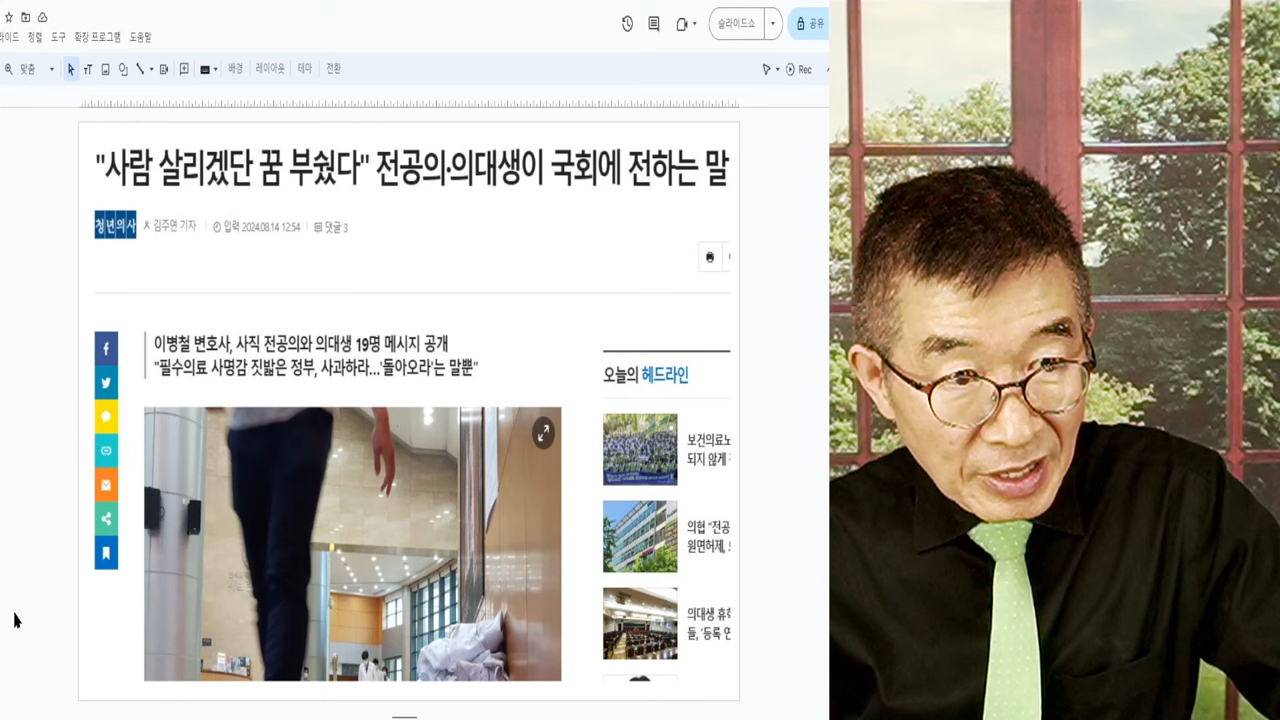 라이드 정렬 도구 확장 프로그램 도움말
슬라이드쇼
공유
맞춤
배경 레이아웃 테마 전환
Rec
"사람 살리겠단 꿈 부쉈다" 전공의·의대생이 국회에 전하는 말
청년의사 김주연 기자 입력 2024.08.14 12:54 댓글 3
이병철 변호사, 사직 전공의와 의대생 19명 메시지 공개
"필수의료 사명감 짓밟은 정부, 사과하라…'돌아오라'는 말뿐"
오늘의 헤드라인
보건의료노
되지 않게
의협 "전공
원면허제,
의대생 휴학
들, '등록 연